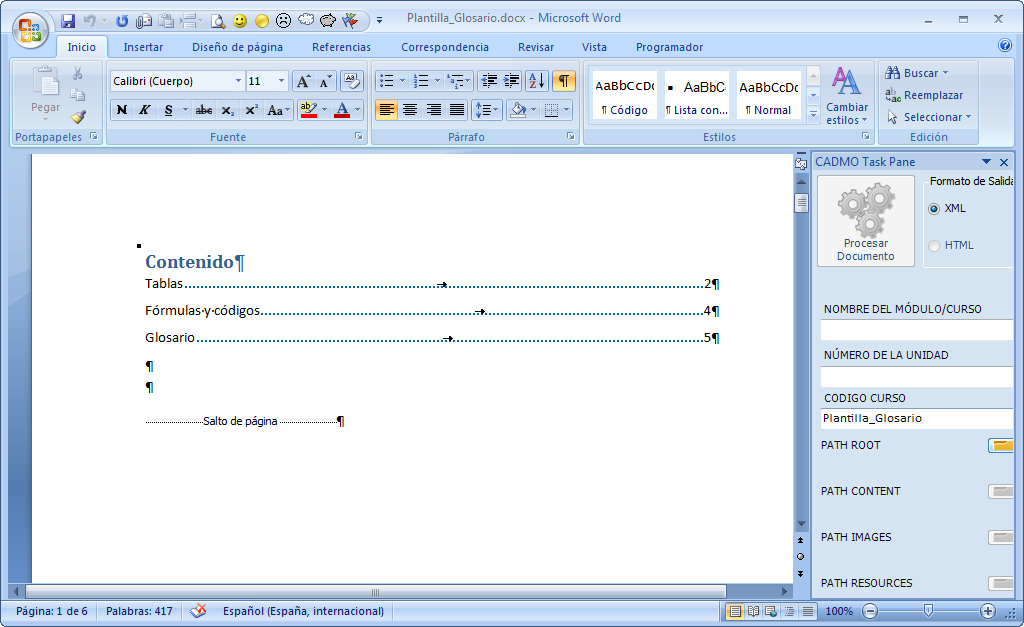 Plantilla_Glosario.docx - Microsoft Word
Inicio Insertar Diseño de página Referencias Correspondencia Revisar Vista Programador
Pegar
Portapapeles
Calibri (Cuerpo) 11
N K S abc x₂ x² Aa
Fuente
Párrafo
AaBbCcDc AaBbC AaBbCcDc
¶ Código Lista con... ¶ Normal
Cambiar
estilos
Estilos
Buscar
Reemplazar
Seleccionar
Edición
CADMO Task Pane
Procesar
Documento
Formato de Salida
XML
HTML
NOMBRE DEL MÓDULO/CURSO
NÚMERO DE LA UNIDAD
CODIGO CURSO
Plantilla_Glosario
PATH ROOT
PATH CONTENT
PATH IMAGES
PATH RESOURCES
Contenido¶
Tablas 2¶
Fórmulas·y·códigos 4¶
Glosario 5¶
¶
¶
Salto de página ¶
Página: 1 de 6 Palabras: 417 Español (España, internacional) 100%